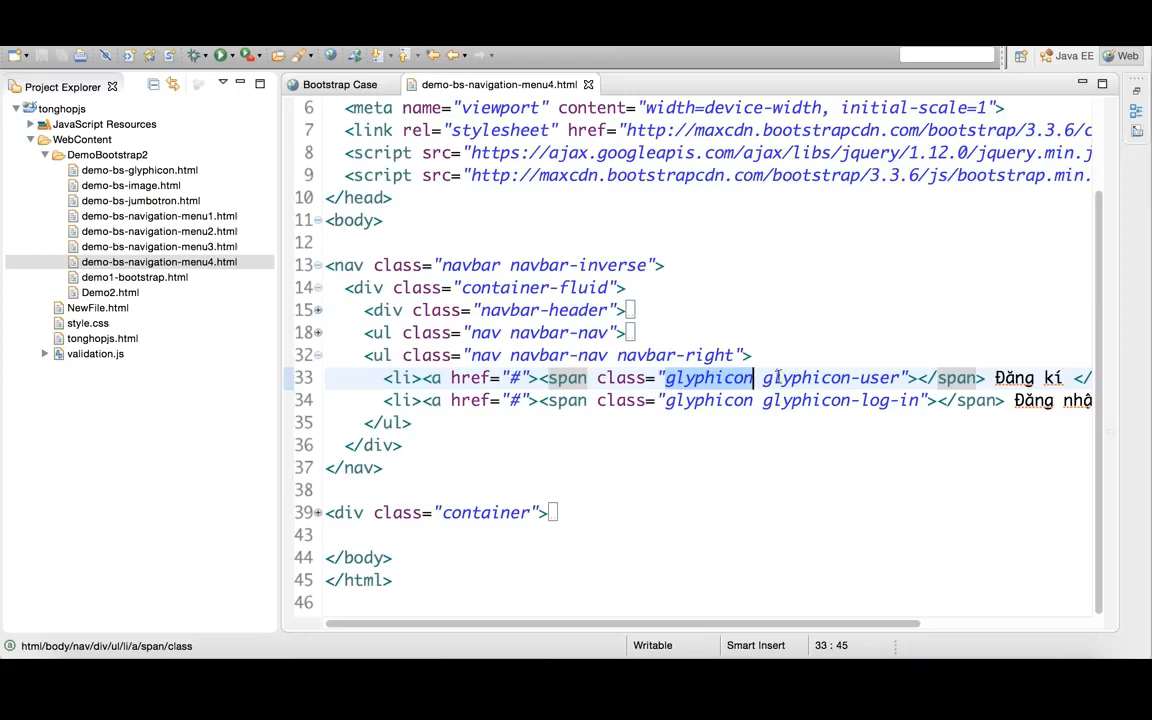 Java EE
Web
Project Explorer
Bootstrap Case
demo-bs-navigation-menu4.html
tonghopjs
JavaScript Resources
WebContent
DemoBootstrap2
demo-bs-glyphicon.html
demo-bs-image.html
demo-bs-jumbotron.html
demo-bs-navigation-menu1.html
demo-bs-navigation-menu2.html
demo-bs-navigation-menu3.html
demo-bs-navigation-menu4.html
demo1-bootstrap.html
Demo2.html
NewFile.html
style.css
tonghopjs.html
validation.js
6 <meta name="viewport" content="width=device-width, initial-scale=1">
7 <link rel="stylesheet" href="http://maxcdn.bootstrapcdn.com/bootstrap/3.3.6/c
8 <script src="https://ajax.googleapis.com/ajax/libs/jquery/1.12.0/jquery.min.j
9 <script src="http://maxcdn.bootstrapcdn.com/bootstrap/3.3.6/js/bootstrap.min.
10 </head>
11 <body>
12
13 <nav class="navbar navbar-inverse">
14 <div class="container-fluid">
15 <div class="navbar-header">
18 <ul class="nav navbar-nav">
32 <ul class="nav navbar-nav navbar-right">
33 <li><a href="#"><span class="glyphicon glyphicon-user"></span> Đăng kí </
34 <li><a href="#"><span class="glyphicon glyphicon-log-in"></span> Đăng nhậ
35 </ul>
36 </div>
37 </nav>
38
39 <div class="container">
43
44 </body>
45 </html>
46
html/body/nav/div/ul/li/a/span/class
Writable
Smart Insert
33 : 45